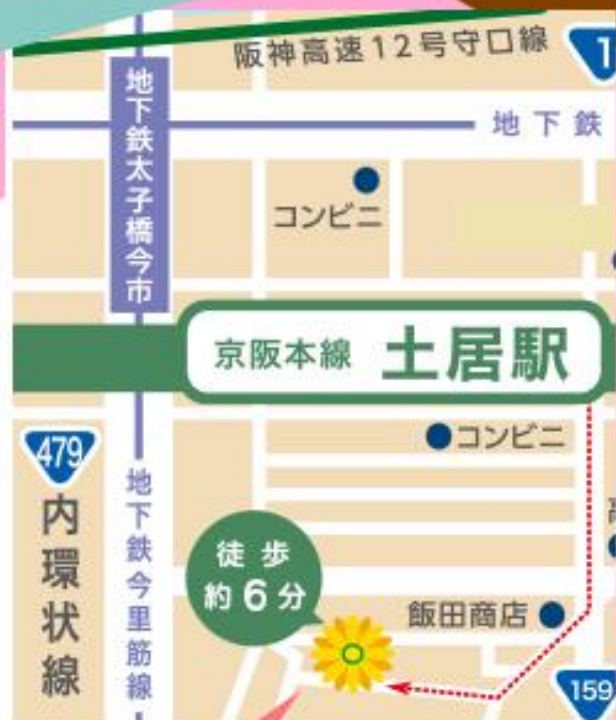 阪神高速12号守口線
1
地下鉄太子橋今市
地下鉄
コンビニ
京阪本線 土居駅
コンビニ
479
内環状線
地下鉄今里筋線
徒歩
約6分
飯田商店
159